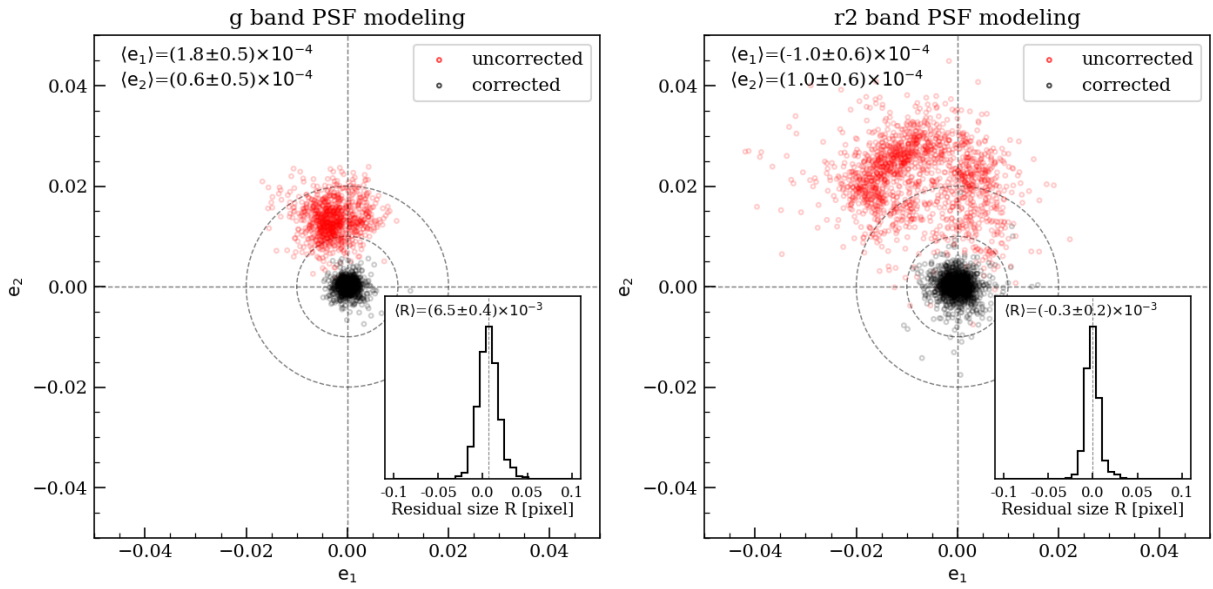 g band PSF modeling
⟨e₁⟩=(1.8±0.5)×10⁻⁴
⟨e₂⟩=(0.6±0.5)×10⁻⁴
uncorrected
corrected
0.04
0.02
0.00
−0.02
−0.04
e₂
⟨R⟩=(6.5±0.4)×10⁻³
-0.1 -0.05 0.0 0.05 0.1
Residual size R [pixel]
−0.04 −0.02 0.00 0.02 0.04
e₁
r2 band PSF modeling
⟨e₁⟩=(-1.0±0.6)×10⁻⁴
⟨e₂⟩=(1.0±0.6)×10⁻⁴
uncorrected
corrected
0.04
0.02
0.00
−0.02
−0.04
e₂
⟨R⟩=(-0.3±0.2)×10⁻³
-0.1 -0.05 0.0 0.05 0.1
Residual size R [pixel]
−0.04 −0.02 0.00 0.02 0.04
e₁